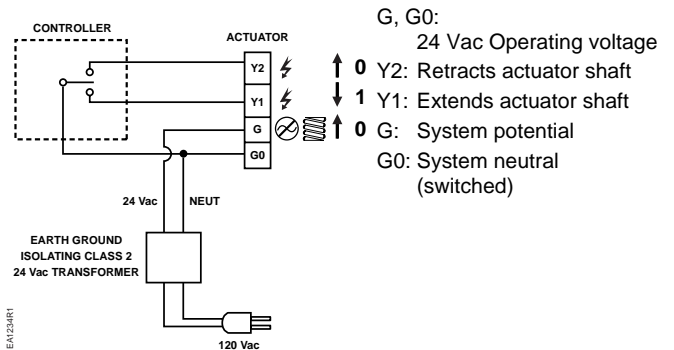 CONTROLLER
ACTUATOR
Y2
Y1
G
G0
0
1
0
G, G0:
24 Vac Operating voltage
Y2: Retracts actuator shaft
Y1: Extends actuator shaft
G: System potential
G0: System neutral
(switched)
24 Vac
NEUT
EARTH GROUND
ISOLATING CLASS 2
24 Vac TRANSFORMER
120 Vac
EA1234R1